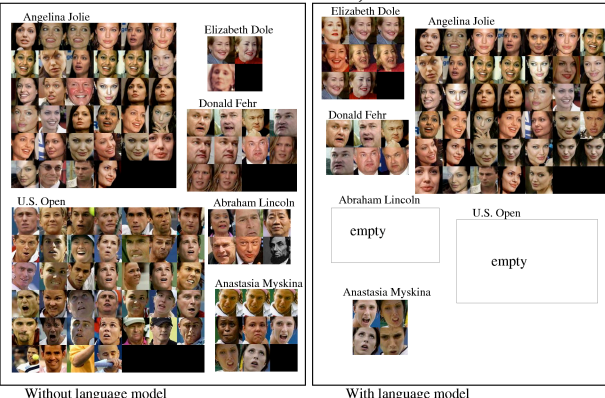 Angelina Jolie
Elizabeth Dole
Donald Fehr
U.S. Open
Abraham Lincoln
Anastasia Myskina
Without language model
Elizabeth Dole
Angelina Jolie
Donald Fehr
Abraham Lincoln
empty
U.S. Open
empty
Anastasia Myskina
With language model